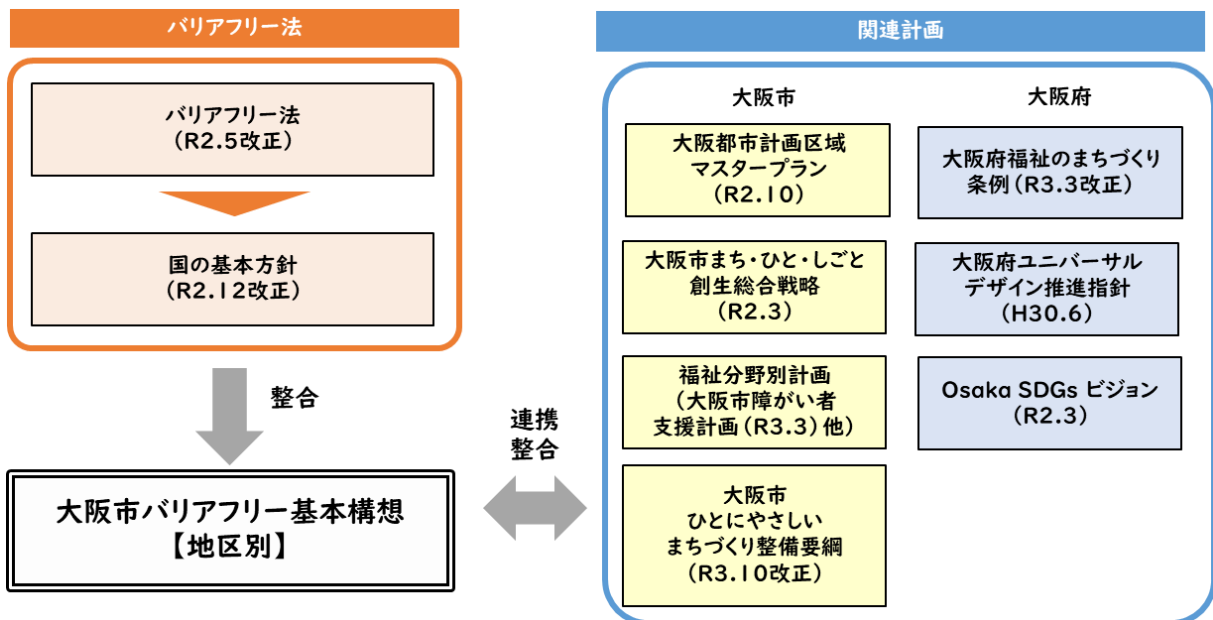 バリアフリー法
バリアフリー法
(R2.5改正)
国の基本方針
(R2.12改正)
整合
大阪市バリアフリー基本構想
【地区別】
連携
整合
関連計画
大阪市
大阪都市計画区域
マスタープラン
(R2.10)
大阪市まち・ひと・しごと
創生総合戦略
(R2.3)
福祉分野別計画
(大阪市障がい者
支援計画(R3.3)他)
大阪市
ひとにやさしい
まちづくり整備要綱
(R3.10改正)
大阪府
大阪府福祉のまちづくり
条例(R3.3改正)
大阪府ユニバーサル
デザイン推進指針
(H30.6)
Osaka SDGs ビジョン
(R2.3)